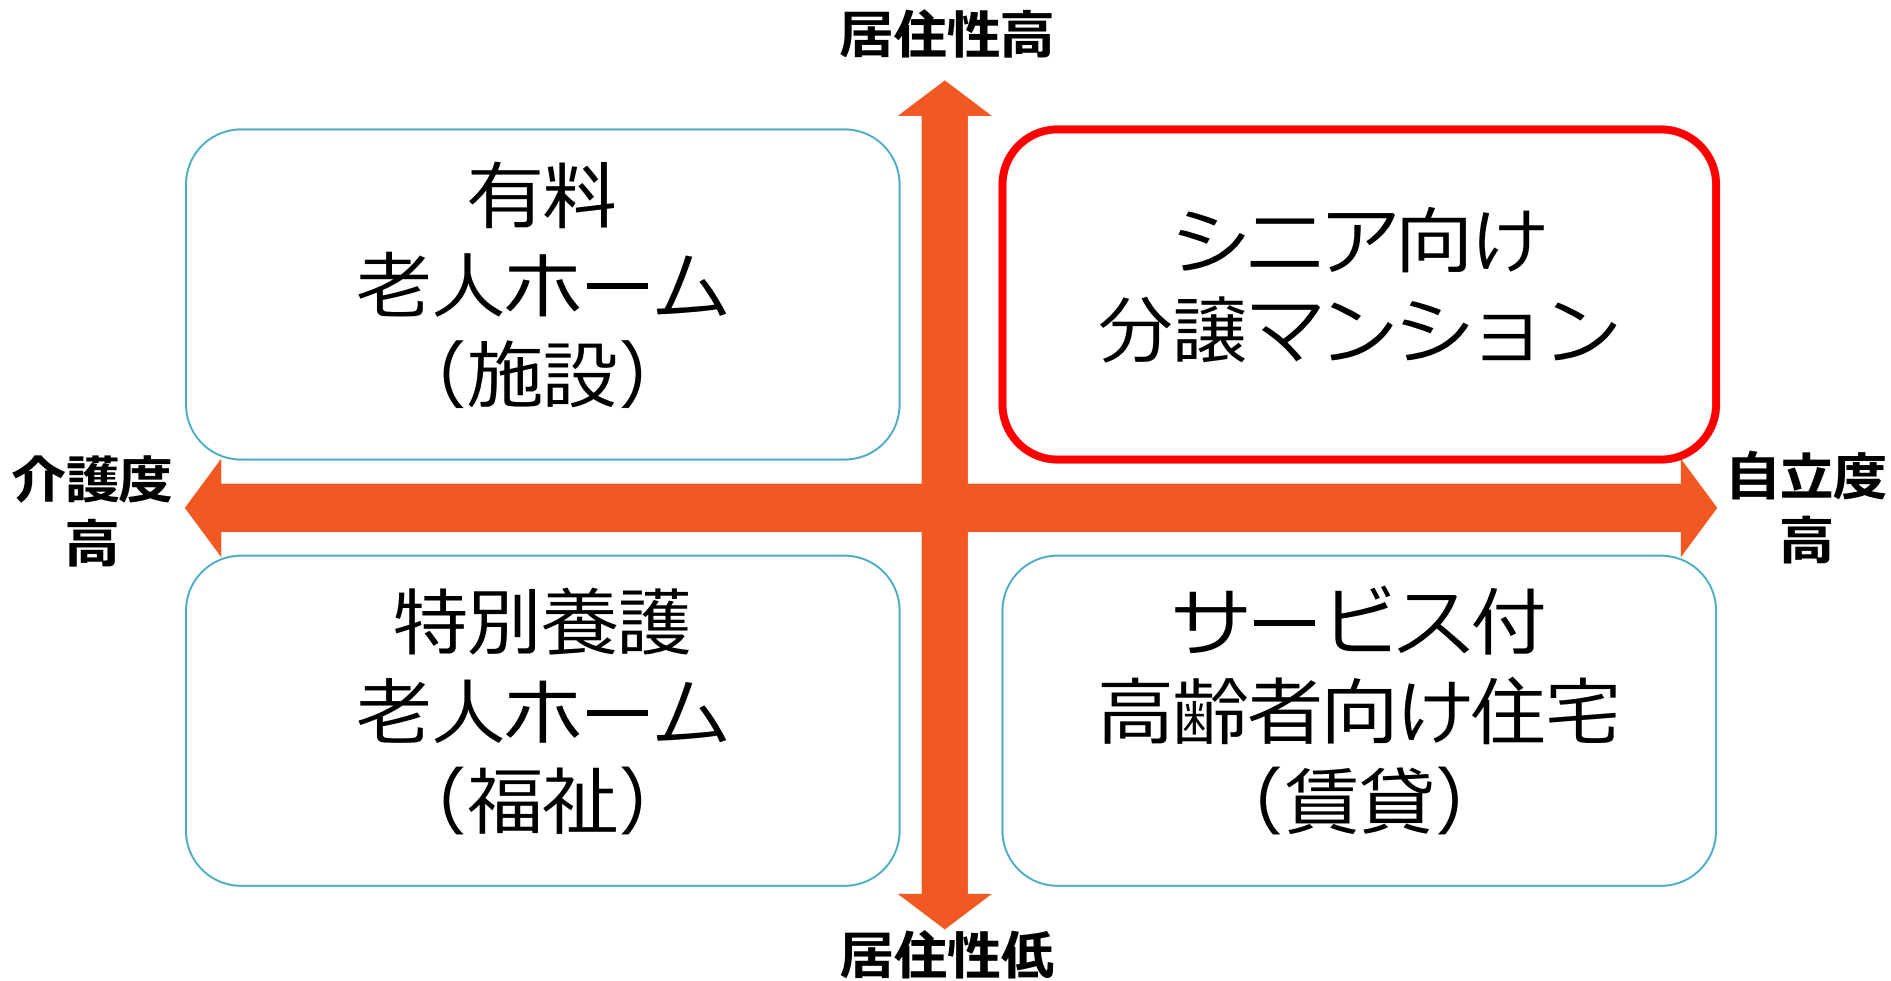 居住性高
有料
老人ホーム
（施設）
シニア向け
分譲マンション
介護度
高
自立度
高
特別養護
老人ホーム
（福祉）
サービス付
高齢者向け住宅
（賃貸）
居住性低